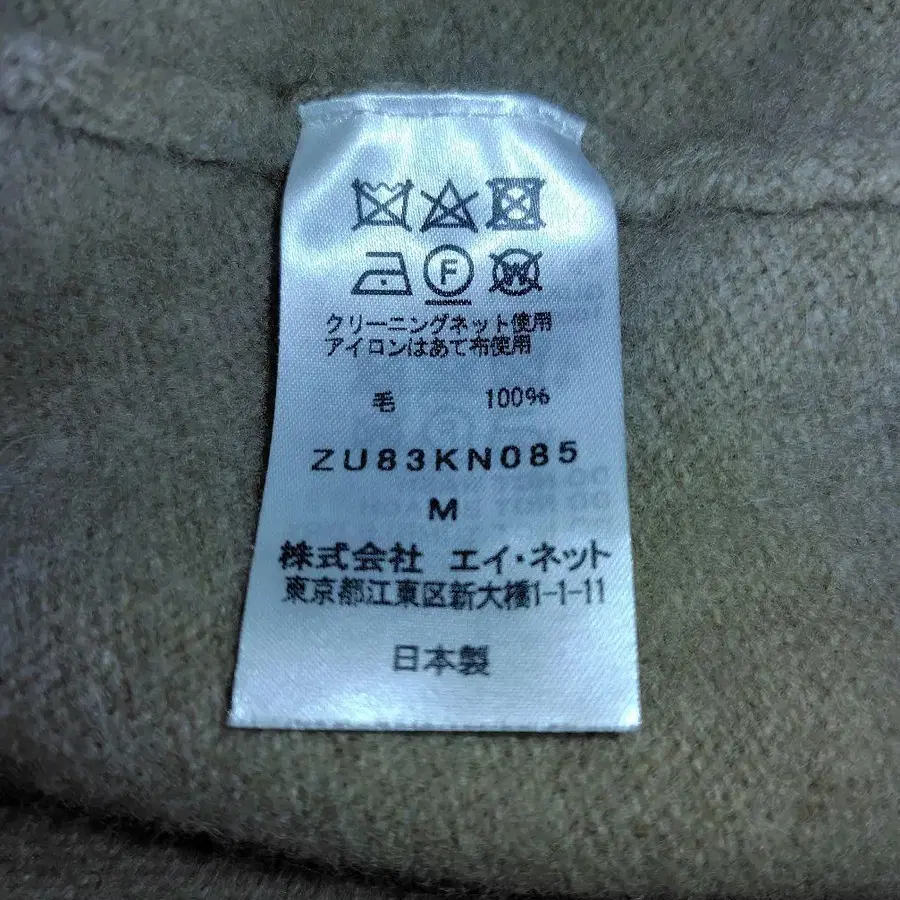 F W
クリーニングネット使用
アイロンはあて布使用
毛 100%
ZU83KN085
M
株式会社 エイ・ネット
東京都江東区新大橋1-1-11
日本製